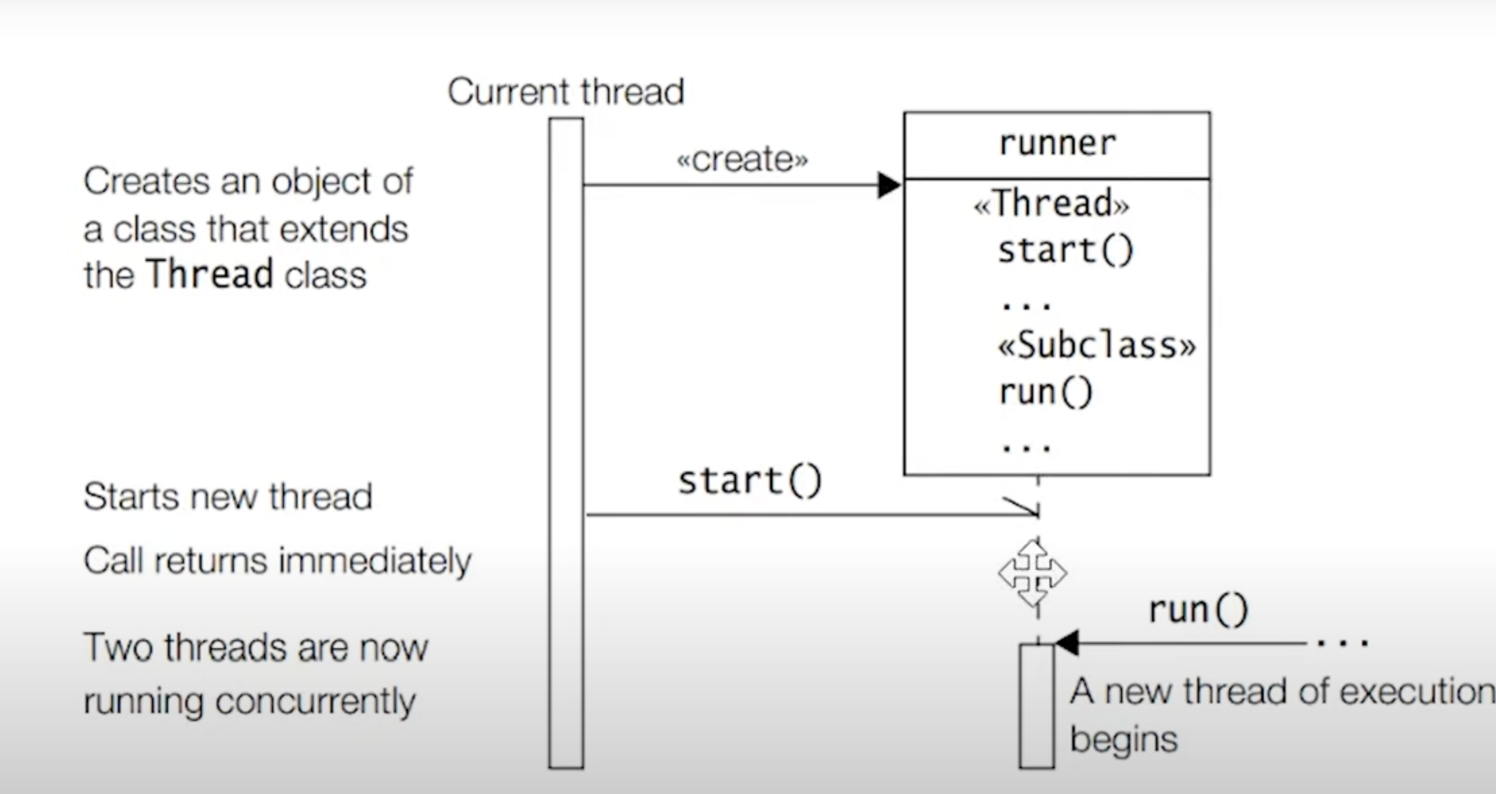 Current thread
«create»
runner
Creates an object of
a class that extends
the Thread class
«Thread»
start()
...
«Subclass»
run()
...
start()
Starts new thread
Call returns immediately
run()
...
Two threads are now
running concurrently
A new thread of execution
begins